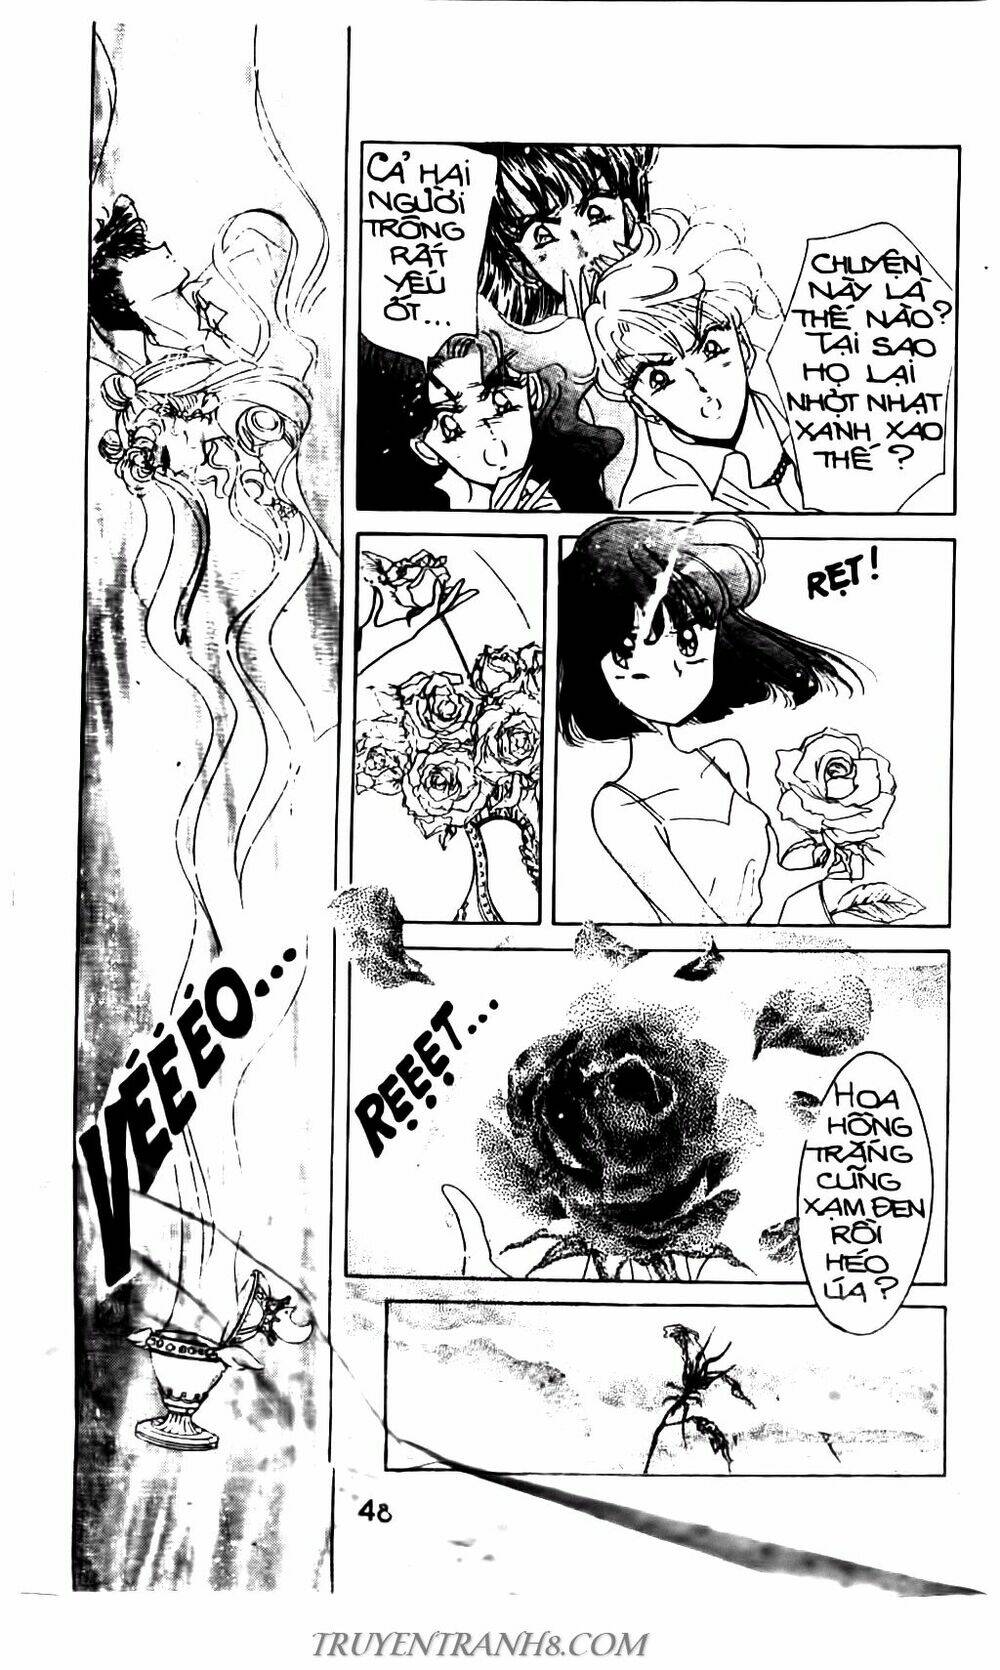 CẢ HAI
NGƯỜI
TRÔNG
RẤT
YẾU
ỚT...
CHUYỆN
NÀY LÀ
THẾ NÀO?
TẠI SAO
HỌ LẠI
NHỢT NHẠT
XANH XAO
THẾ?
RẸT!
VÉÉÉO...
RẸẸẸT...
HOA
HỒNG
TRẮNG
CŨNG
XẠM ĐEN
RỒI
HÉO
ÚA?
48
TRUYENTRANH8.COM